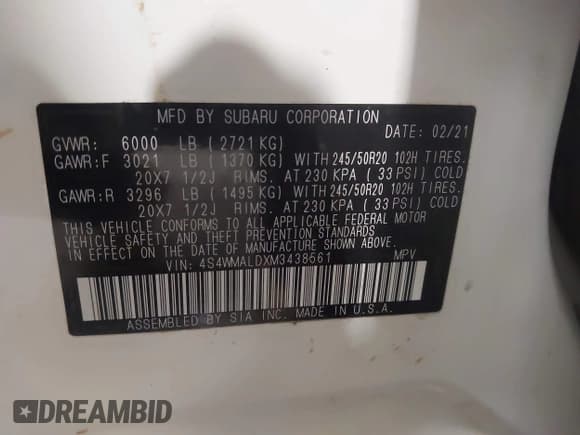 MFD BY SUBARU CORPORATION
GVWR: 6000 LB ( 2721 KG) DATE: 02/21
GAWR:F 3021 LB ( 1370 KG) WITH 245/50R20 102H TIRES.
20X7 1/2J RIMS. AT 230 KPA ( 33 PSI) COLD
GAWR:R 3296 LB ( 1495 KG) WITH 245/50R20 102H TIRES.
20X7 1/2J RIMS. AT 230 KPA ( 33 PSI) COLD
THIS VEHICLE CONFORMS TO ALL APPLICABLE FEDERAL MOTOR
VEHICLE SAFETY AND THEFT PREVENTION STANDARDS
IN EFFECT ON THE DATE OF MANUFACTURE SHOWN ABOVE.
VIN: 4S4WMALDXM3438661 MPV
ASSEMBLED BY SIA INC. MADE IN U.S.A.
DREAMBID